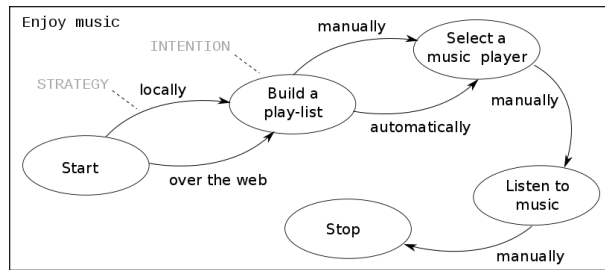 Enjoy music
INTENTION
manually
Select a
music player
STRATEGY
locally
Build a
play-list
manually
automatically
Start
over the web
Listen to
music
Stop
manually